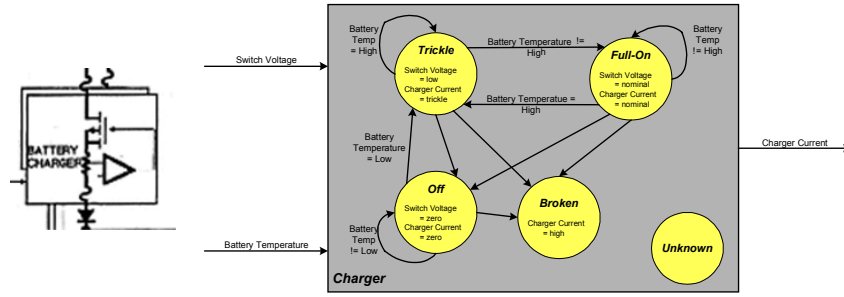 BATTERY
CHARGER
Switch Voltage
Battery Temperature
Battery
Temp
= High
Trickle
Switch Voltage
= low
Charger Current
= trickle
Battery Temperature !=
High
Battery Temperatue =
High
Full-On
Switch Voltage
= nominal
Charger Current
= nominal
Battery
Temp
!= High
Battery
Temperature
= Low
Off
Switch Voltage
= zero
Charger Current
= zero
Battery
Temp
!= Low
Broken
Charger Current
= high
Unknown
Charger
Charger Current